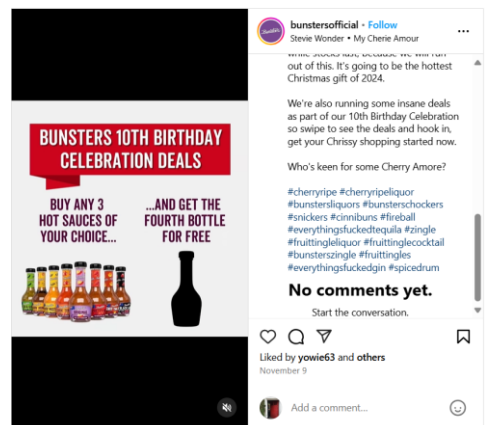 BUNSTERS 10TH BIRTHDAY
CELEBRATION DEALS
BUY ANY 3
HOT SAUCES OF
YOUR CHOICE...
...AND GET THE
FOURTH BOTTLE
FOR FREE
bunstersofficial • Follow
Stevie Wonder • My Cherie Amour
while stocks last, because we will run
out of this. It's going to be the hottest
Christmas gift of 2024.
We're also running some insane deals
as part of our 10th Birthday Celebration
so swipe to see the deals and hook in,
get your Chrissy shopping started now.
Who's keen for some Cherry Amore?
#cherryripe #cherryripeliquor
#bunstersliquors #bunsterschockers
#snickers #cinnibuns #fireball
#everythingsfuckedtequila #zingle
#fruittingleliquor #fruittinglecocktail
#bunsterszingle #fruittingles
#everythingsfuckedgin #spicedrum
No comments yet.
Start the conversation.
Liked by yowie63 and others
November 9
Add a comment...